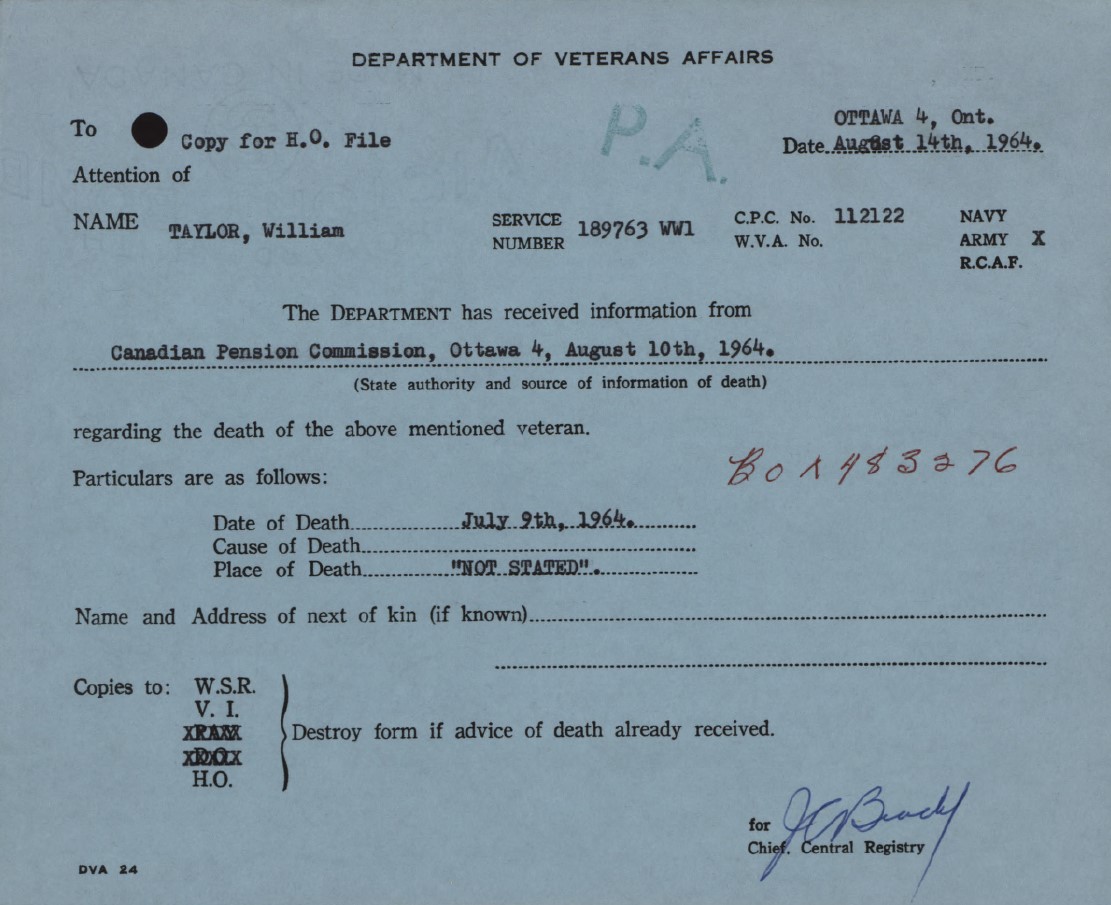 DEPARTMENT OF VETERANS AFFAIRS
P.A.
OTTAWA 4, Ont.
To Copy for H.O. File
Date August 14th, 1964.
Attention of
NAME TAYLOR, William
SERVICE NUMBER 189763 WW1
C.P.C. No. 112122
W.V.A. No.
NAVY
ARMY X
R.C.A.F.
The DEPARTMENT has received information from
Canadian Pension Commission, Ottawa 4, August 10th, 1964.
(State authority and source of information of death)
regarding the death of the above mentioned veteran.
Box 483276
Particulars are as follows:
Date of Death July 9th, 1964.
Cause of Death
Place of Death "NOT STATED".
Name and Address of next of kin (if known)
Copies to: W.S.R.
V. I.
H.O.
Destroy form if advice of death already received.
for
Chief, Central Registry
DVA 24